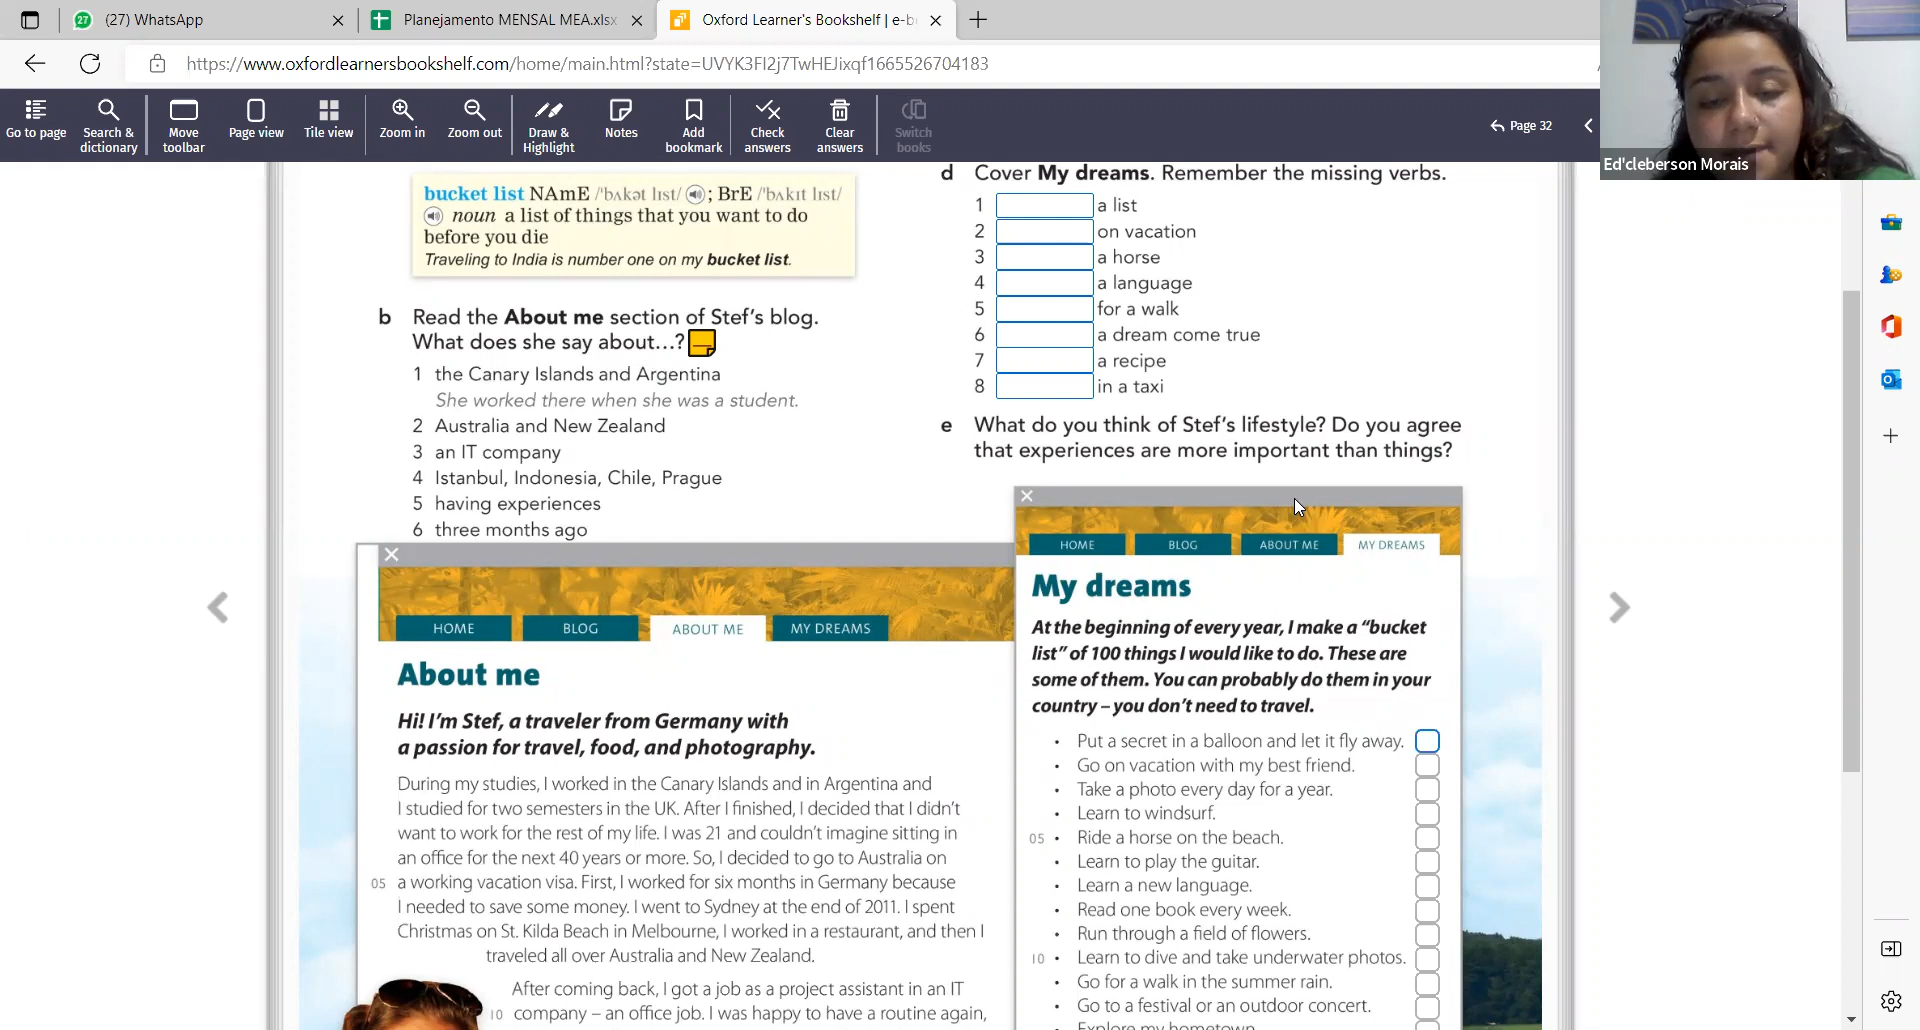 (27) WhatsApp
Planejamento MENSAL MEA.xlsx
Oxford Learner's Bookshelf | e-b
https://www.oxfordlearnersbookshelf.com/home/main.html?state=UVYK3FI2j7TwHEJixqf1665526704183
Go to page
Search & dictionary
Move toolbar
Page view
Tile view
Zoom in
Zoom out
Draw & Highlight
Notes
Add bookmark
Check answers
Clear answers
Switch books
Page 32
Ed'cleberson Morais
bucket list NAmE /ˈbʌkət lɪst/ ; BrE /ˈbʌkɪt lɪst/
noun a list of things that you want to do
before you die
Traveling to India is number one on my bucket list.
b Read the About me section of Stef's blog.
What does she say about…?
1 the Canary Islands and Argentina
She worked there when she was a student.
2 Australia and New Zealand
3 an IT company
4 Istanbul, Indonesia, Chile, Prague
5 having experiences
6 three months ago
d Cover My dreams. Remember the missing verbs.
1 a list
2 on vacation
3 a horse
4 a language
5 for a walk
6 a dream come true
7 a recipe
8 in a taxi
e What do you think of Stef's lifestyle? Do you agree
that experiences are more important than things?
HOME BLOG ABOUT ME MY DREAMS
About me
Hi! I'm Stef, a traveler from Germany with
a passion for travel, food, and photography.
During my studies, I worked in the Canary Islands and in Argentina and
I studied for two semesters in the UK. After I finished, I decided that I didn't
want to work for the rest of my life. I was 21 and couldn't imagine sitting in
an office for the next 40 years or more. So, I decided to go to Australia on
05 a working vacation visa. First, I worked for six months in Germany because
I needed to save some money. I went to Sydney at the end of 2011. I spent
Christmas on St. Kilda Beach in Melbourne, I worked in a restaurant, and then I
traveled all over Australia and New Zealand.
After coming back, I got a job as a project assistant in an IT
10 company – an office job. I was happy to have a routine again,
HOME BLOG ABOUT ME MY DREAMS
My dreams
At the beginning of every year, I make a “bucket
list” of 100 things I would like to do. These are
some of them. You can probably do them in your
country – you don't need to travel.
• Put a secret in a balloon and let it fly away.
• Go on vacation with my best friend.
• Take a photo every day for a year.
• Learn to windsurf.
05 • Ride a horse on the beach.
• Learn to play the guitar.
• Learn a new language.
• Read one book every week.
• Run through a field of flowers.
10 • Learn to dive and take underwater photos.
• Go for a walk in the summer rain.
• Go to a festival or an outdoor concert.
• Explore my hometown.